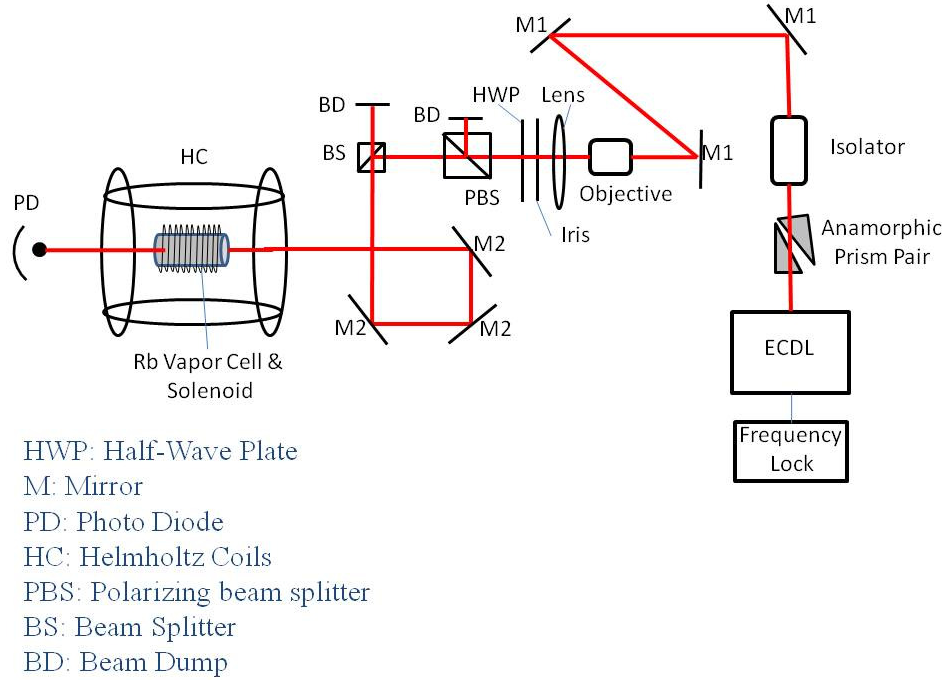 M1
M1
BD
HWP
Lens
BD
BS
HC
M1
Isolator
PBS
Objective
PD
Iris
Anamorphic
Prism Pair
M2
M2
M2
ECDL
Rb Vapor Cell &
Solenoid
Frequency
Lock
HWP: Half-Wave Plate
M: Mirror
PD: Photo Diode
HC: Helmholtz Coils
PBS: Polarizing beam splitter
BS: Beam Splitter
BD: Beam Dump